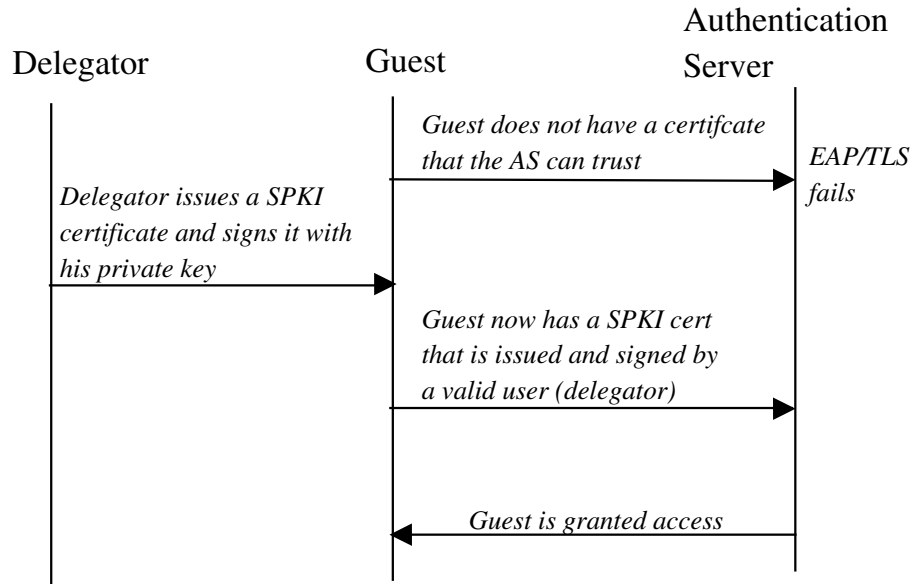 Delegator
Guest
Authentication
Server
Guest does not have a certifcate
that the AS can trust
EAP/TLS
fails
Delegator issues a SPKI
certificate and signs it with
his private key
Guest now has a SPKI cert
that is issued and signed by
a valid user (delegator)
Guest is granted access